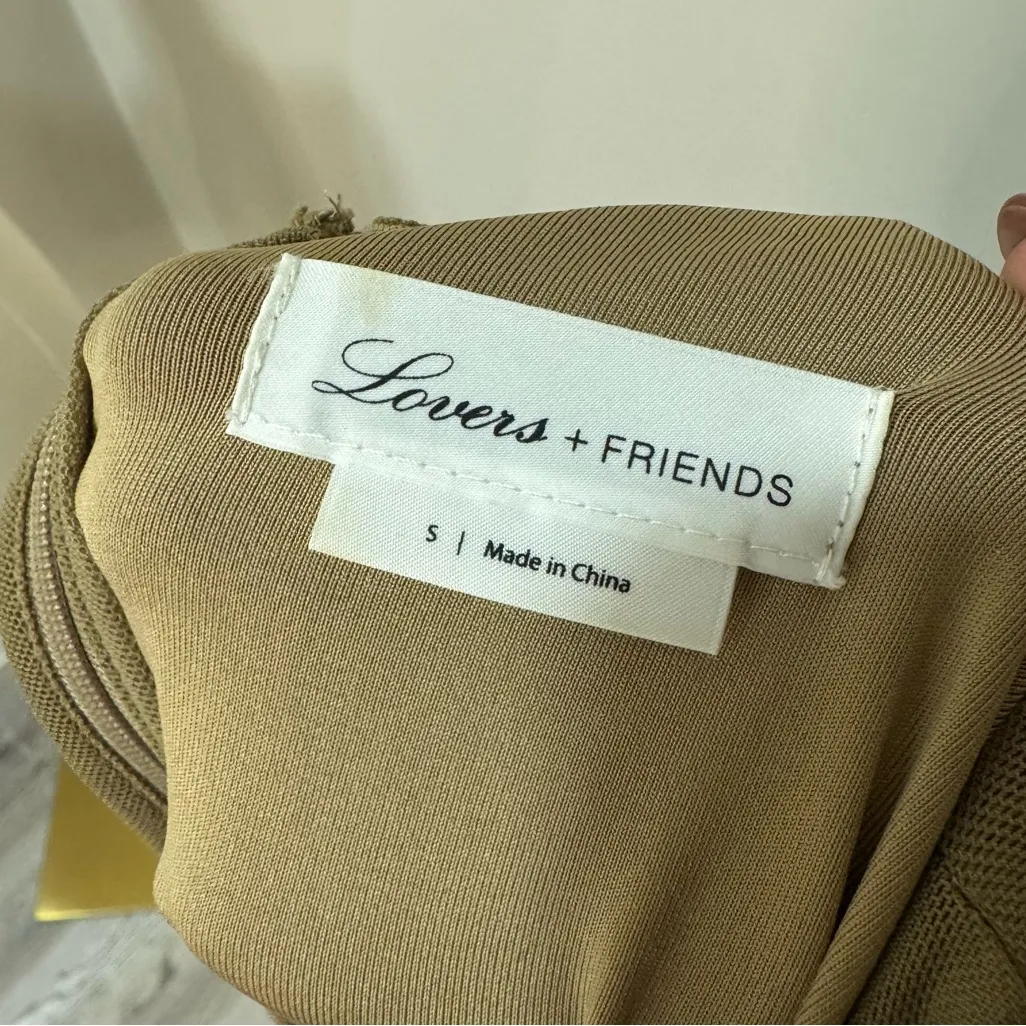 Lovers + FRIENDS
S | Made in China